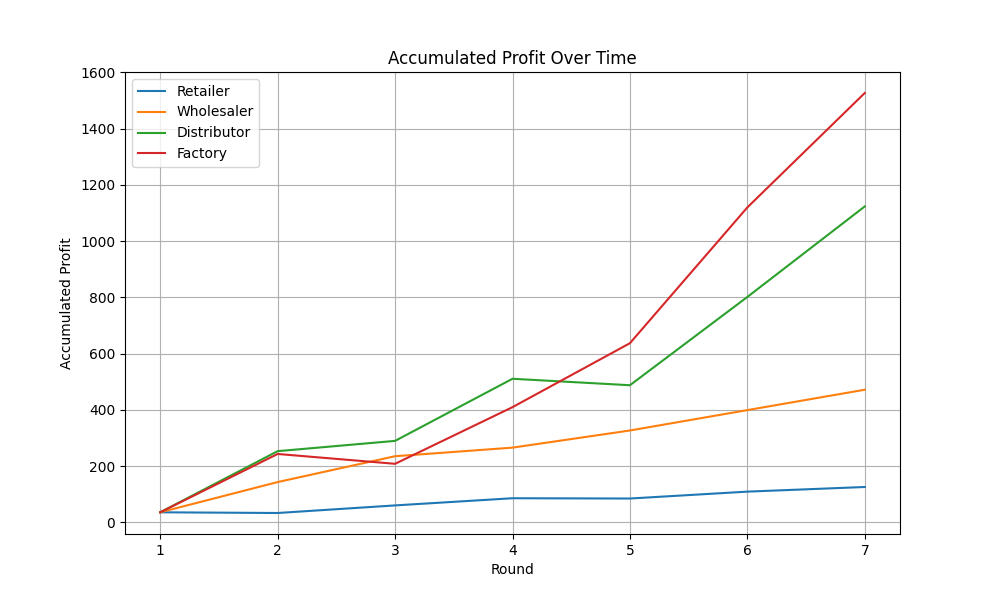 Accumulated Profit Over Time
Accumulated Profit
1600
1400
1200
1000
800
600
400
200
0
Retailer
Wholesaler
Distributor
Factory
1 2 3 4 5 6 7
Round